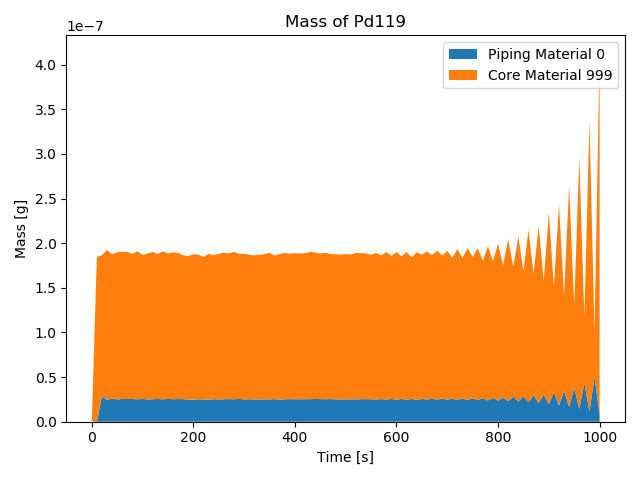 Mass of Pd119
1e−7
Piping Material 0
Core Material 999
4.0
3.5
3.0
2.5
2.0
1.5
1.0
0.5
0.0
Mass [g]
0 200 400 600 800 1000
Time [s]